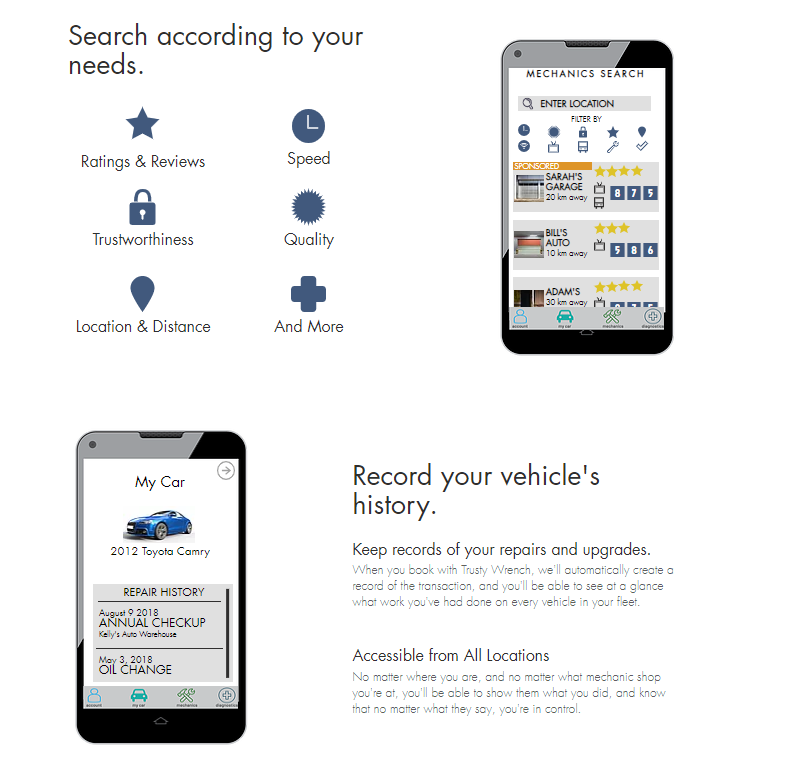 Search according to your
needs.
Ratings & Reviews
Speed
Trustworthiness
Quality
Location & Distance
And More
MECHANICS SEARCH
ENTER LOCATION
FILTER BY
SPONSORED
SARAH'S
GARAGE
20 km away
8 7 5
BILL'S
AUTO
10 km away
5 8 6
ADAM'S
30 km away
8 7 5
account my car mechanics diagnostics
My Car
2012 Toyota Camry
REPAIR HISTORY
August 9 2018
ANNUAL CHECKUP
Kelly's Auto Warehouse
May 3, 2018
OIL CHANGE
account my car mechanics diagnostics
Record your vehicle's
history.
Keep records of your repairs and upgrades.
When you book with Trusty Wrench, we'll automatically create a
record of the transaction, and you'll be able to see at a glance
what work you've had done on every vehicle in your fleet.
Accessible from All Locations
No matter where you are, and no matter what mechanic shop
you're at, you'll be able to show them what you did, and know
that no matter what they say, you're in control.